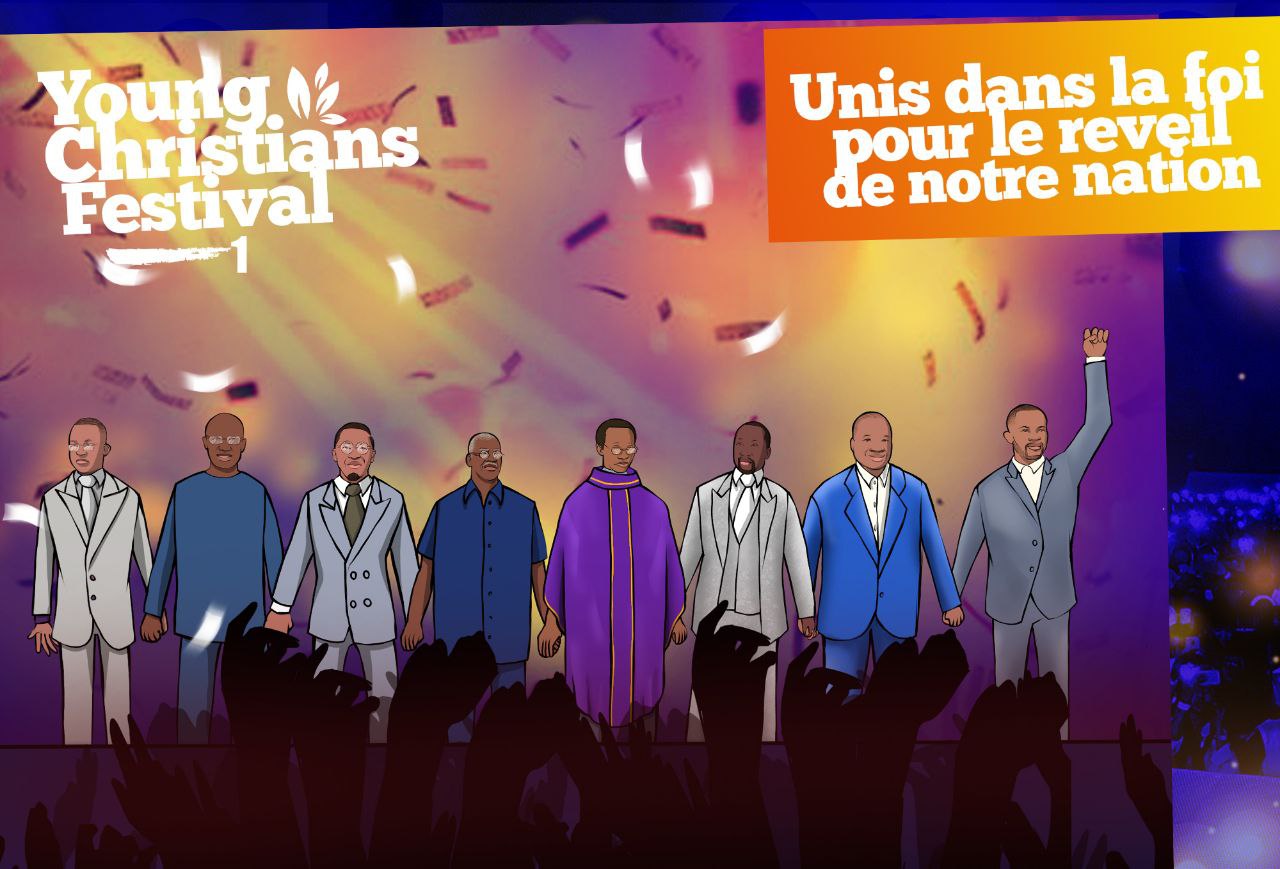 Young
Christians
Festival
1
Unis dans la foi
pour le reveil
de notre nation